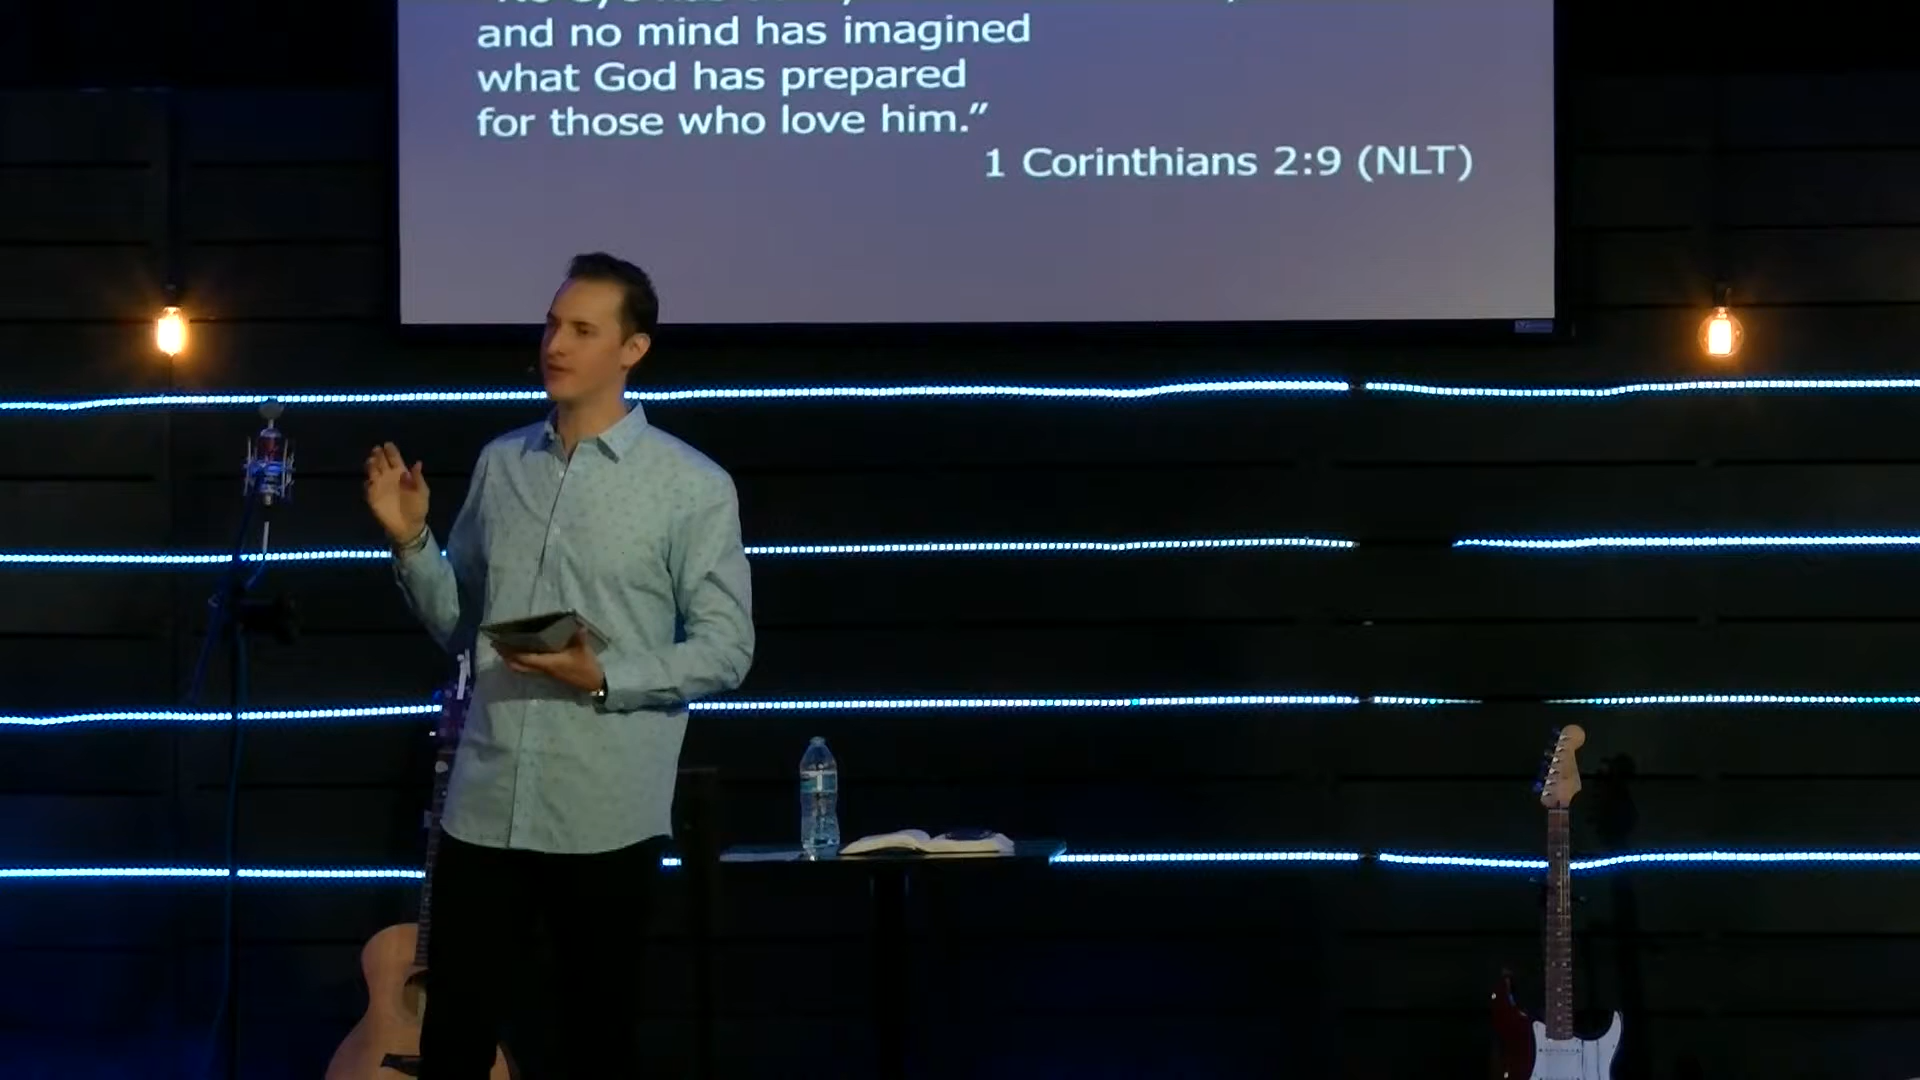 and no mind has imagined
what God has prepared
for those who love him.”
1 Corinthians 2:9 (NLT)